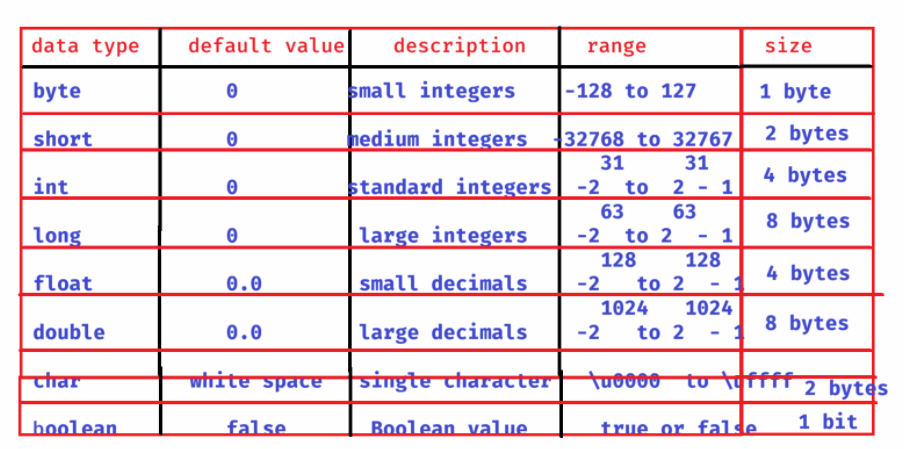 data type default value description range size
byte 0 small integers -128 to 127 1 byte
short 0 medium integers -32768 to 32767 2 bytes
31 31
int 0 standard integers -2 to 2 - 1 4 bytes
63 63
long 0 large integers -2 to 2 - 1 8 bytes
128 128
float 0.0 small decimals -2 to 2 - 1 4 bytes
1024 1024
double 0.0 large decimals -2 to 2 - 1 8 bytes
char white space single character \u0000 to \uffff 2 bytes
boolean false Boolean value true or false 1 bit